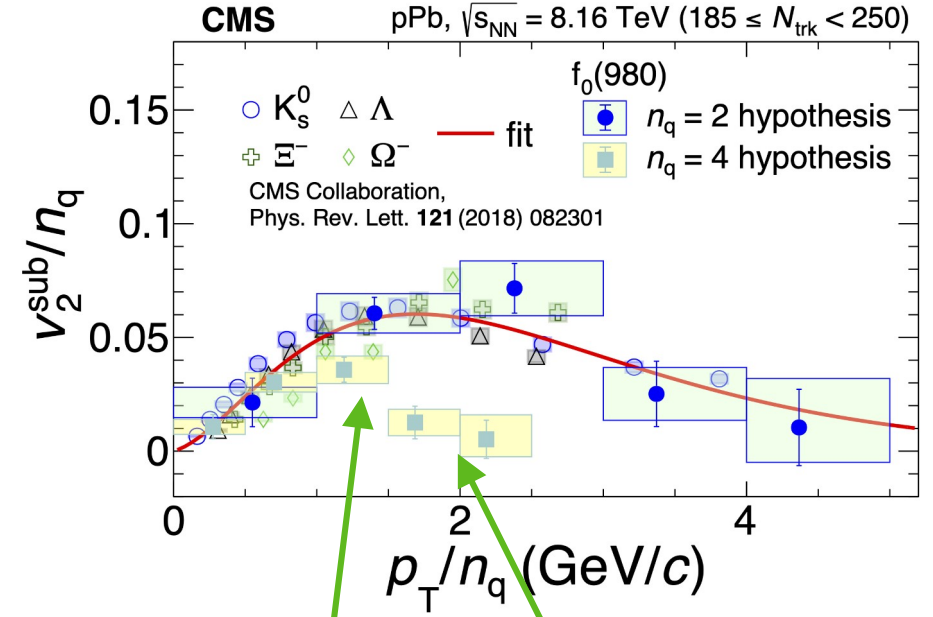 CMS pPb, √sNN = 8.16 TeV (185 ≤ Ntrk < 250)
f0(980)
K0s Λ
Ξ− Ω−
fit
nq = 2 hypothesis
nq = 4 hypothesis
CMS Collaboration,
Phys. Rev. Lett. 121 (2018) 082301
v2sub/nq
0.15
0.1
0.05
0
0 2 4
pT/nq (GeV/c)